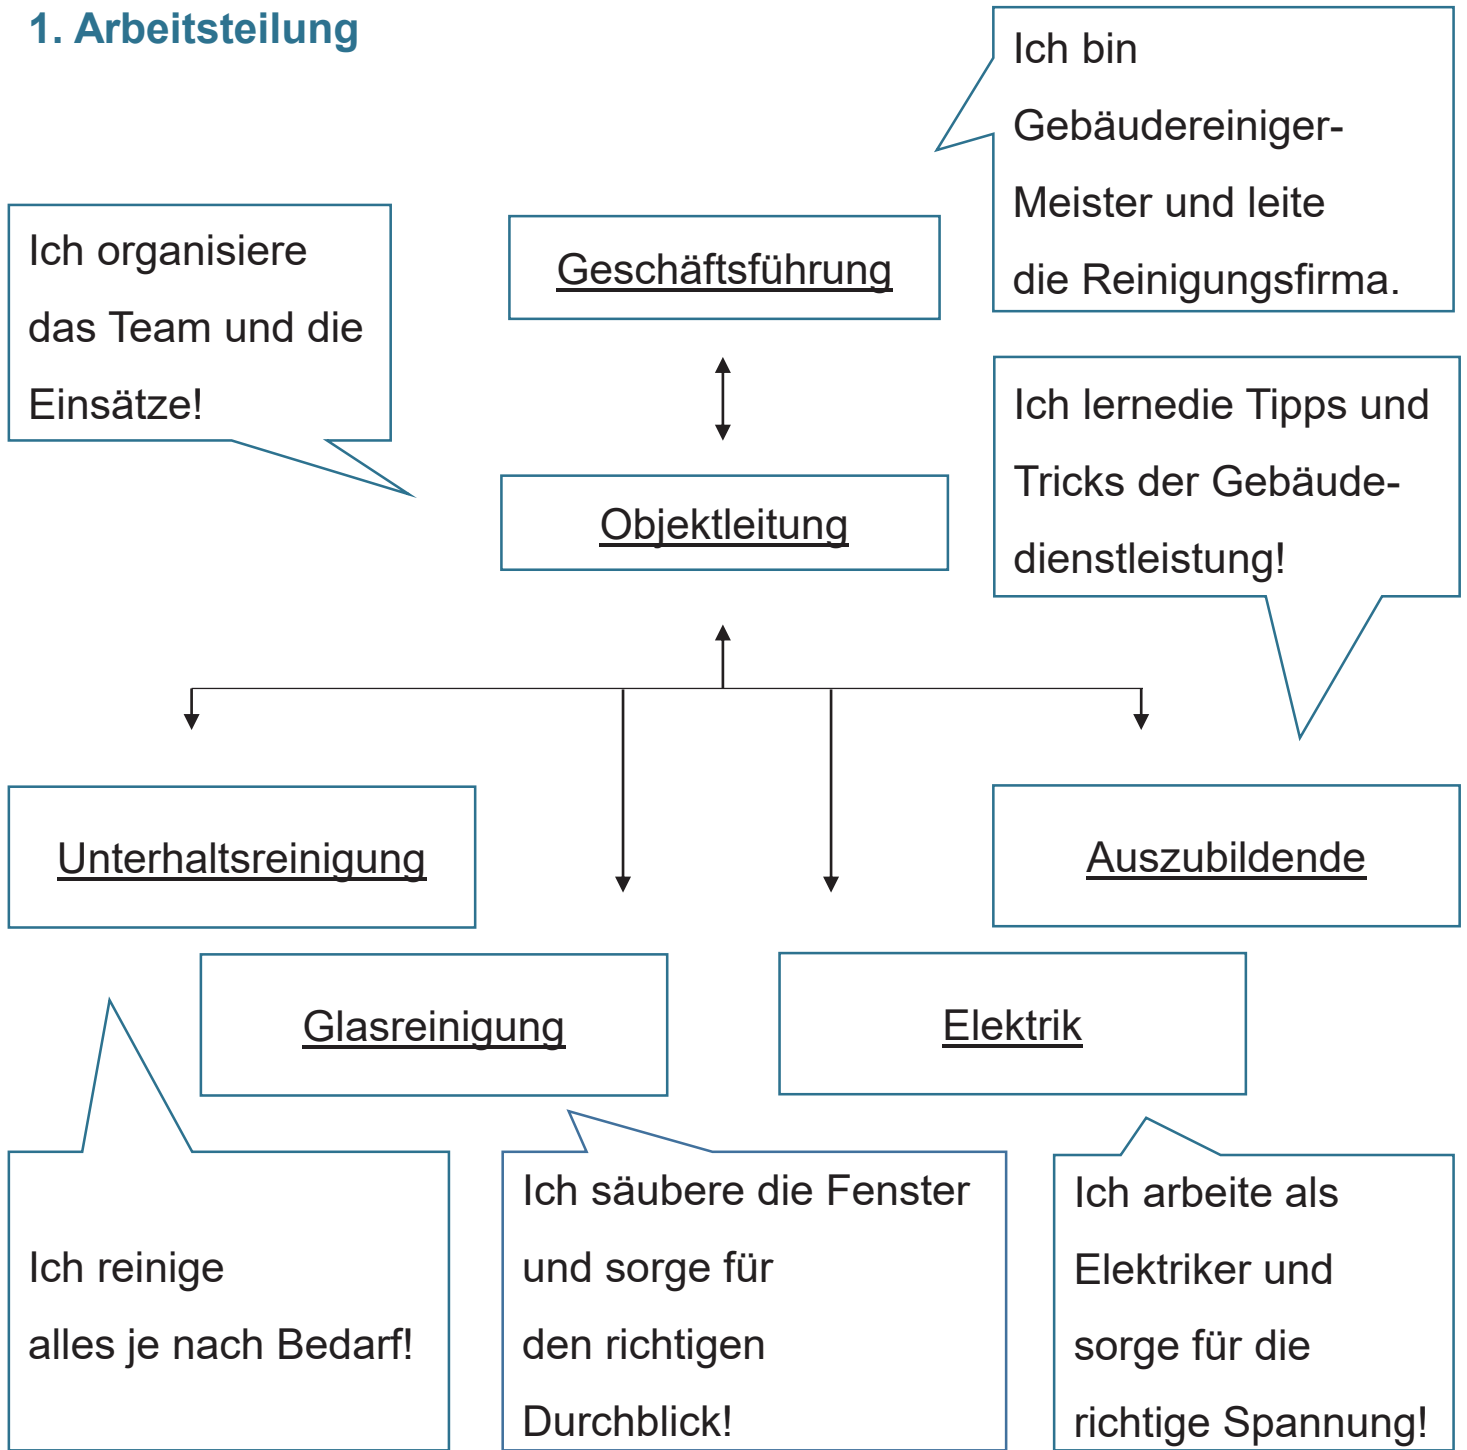 1. Arbeitsteilung
Ich bin
Gebäudereiniger-
Meister und leite
die Reinigungsfirma.
Ich organisiere
das Team und die
Einsätze!
Geschäftsführung
Ich lernedie Tipps und
Tricks der Gebäude-
dienstleistung!
Objektleitung
Unterhaltsreinigung
Auszubildende
Glasreinigung
Elektrik
Ich reinige
alles je nach Bedarf!
Ich säubere die Fenster
und sorge für
den richtigen
Durchblick!
Ich arbeite als
Elektriker und
sorge für die
richtige Spannung!